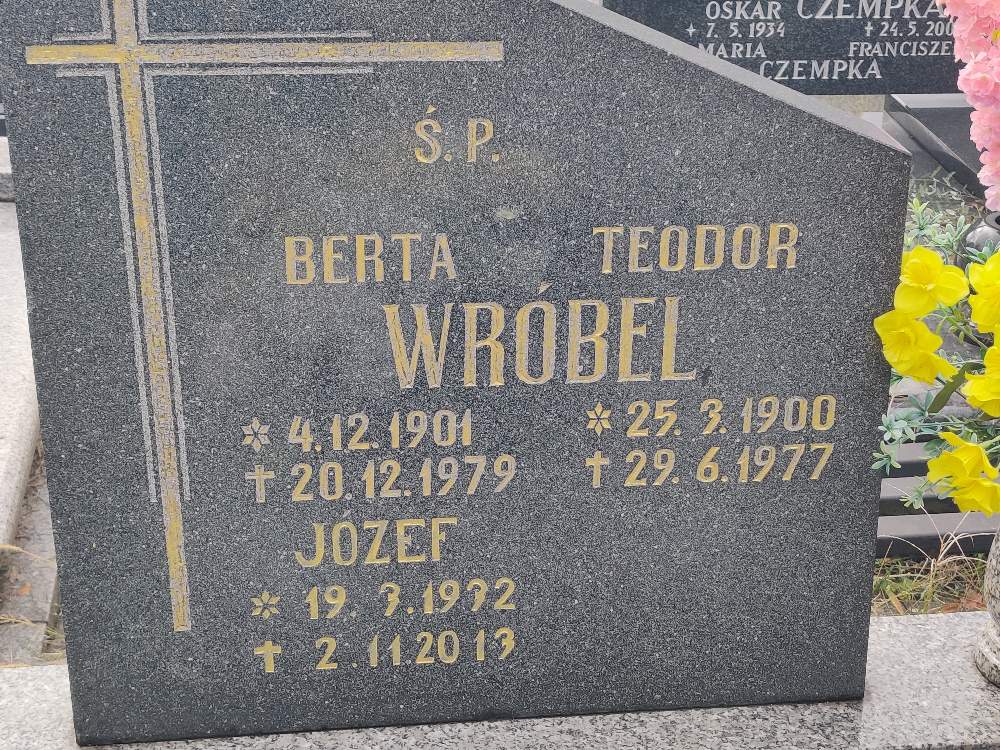 OSKAR CZEMPKA
* 7.5.1934 † 24.5.200
MARIA
CZEMPKA
Ś. P.
BERTA TEODOR
WRÓBEL
* 4.12.1901 * 25.3.1900
† 20.12.1979 † 29.6.1977
JÓZEF
* 19.3.1932
† 2.11.2013